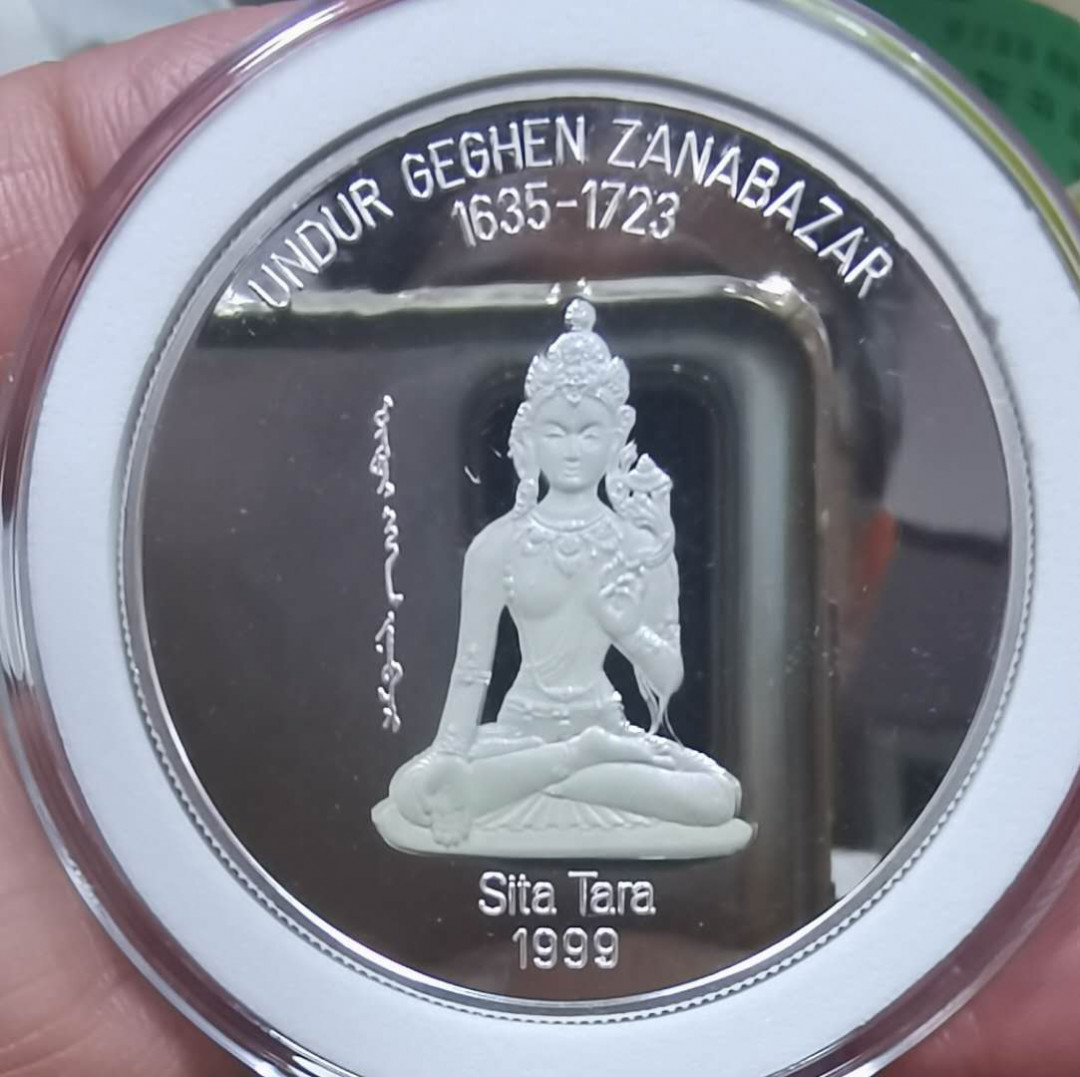 UNDUR GEGHEN ZANABAZAR
1635-1723
Sita Tara
1999